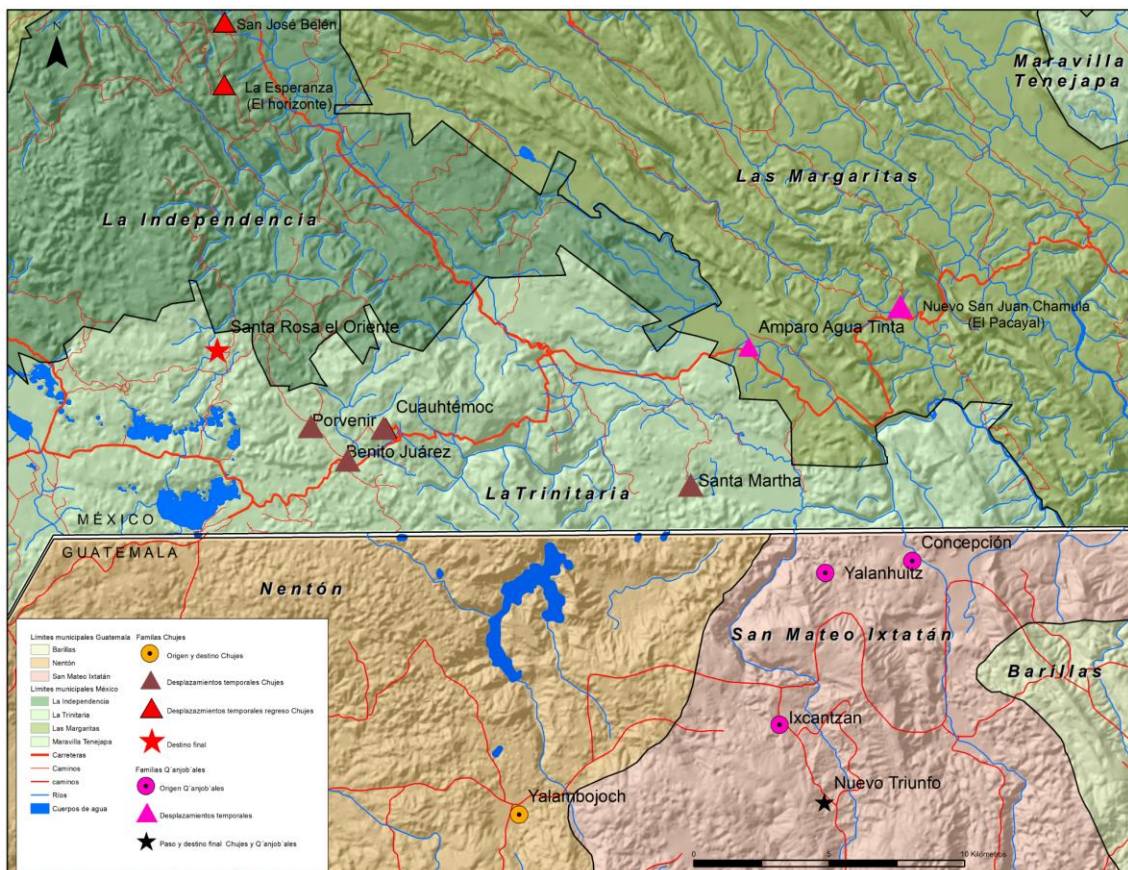 San José Belén
N
La Esperanza
(El horizonte)
Maravilla
Tenejapa
Las Margaritas
La Independencia
Nuevo San Juan Chamula
(El Pacayal)
Santa Rosa el Oriente
Amparo Agua Tinta
Porvenir
Cuauhtémoc
Benito Juárez
Santa Martha
LaTrinitaria
MÉXICO
GUATEMALA
Concepción
Yalanhuitz
Nentón
San Mateo Ixtatán
Barillas
Ixcantzan
Nuevo Triunfo
Yalambojoch
Límites municipales Guatemala
Barillas
Nentón
San Mateo Ixtatán
Límites municipales México
La Independencia
La Trinitaria
Las Margaritas
Maravilla Tenejapa
Carreteras
Caminos
caminos
Ríos
Cuerpos de agua
Familas Chujes
Origen y destino Chujes
Desplazamientos temporales Chujes
Desplazazmientos temporales regreso Chujes
Destino final
Familas Q´anjob´ales
Origen Q´anjob´ales
Desplazamientos temporales
Paso y destino final Chujes y Q´anjob´ales
0 5 10 Kilómetros